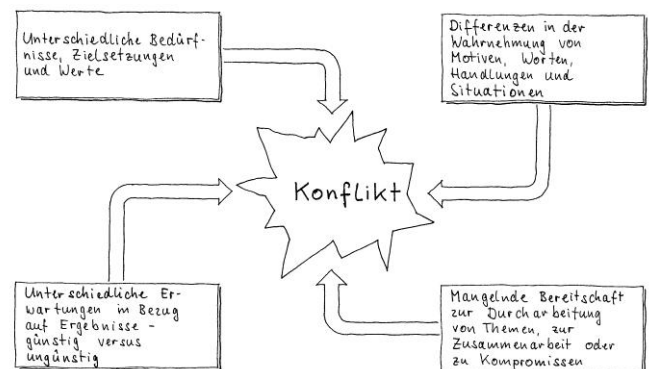 Unterschiedliche Bedürf-
nisse, Zielsetzungen
und Werte
Differenzen in der
Wahrnehmung von
Motiven, Worten,
Handlungen und
Situationen
Konflikt
Unterschiedliche Er-
wartungen in Bezug
auf Ergebnisse -
günstig versus
ungünstig
Mangelnde Bereitschaft
zur Durcharbeitung
von Themen, zur
Zusammenarbeit oder
zu Kompromissen